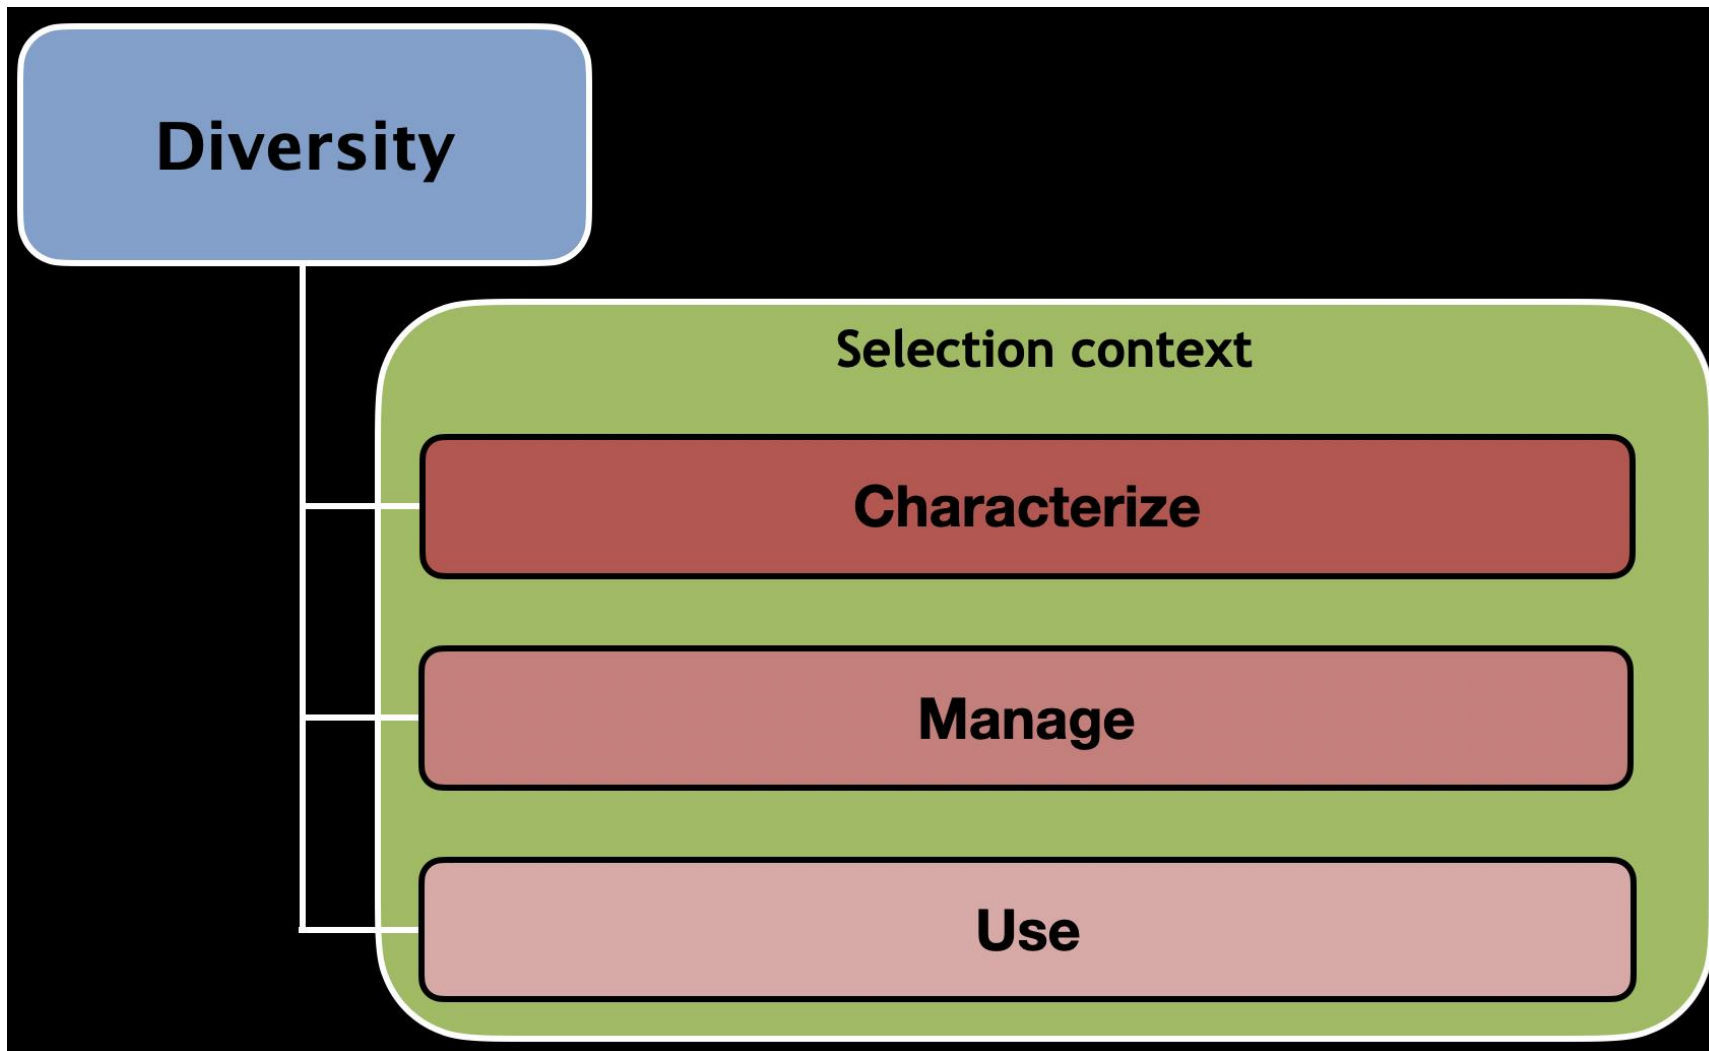 Diversity
Selection context
Characterize
Manage
Use